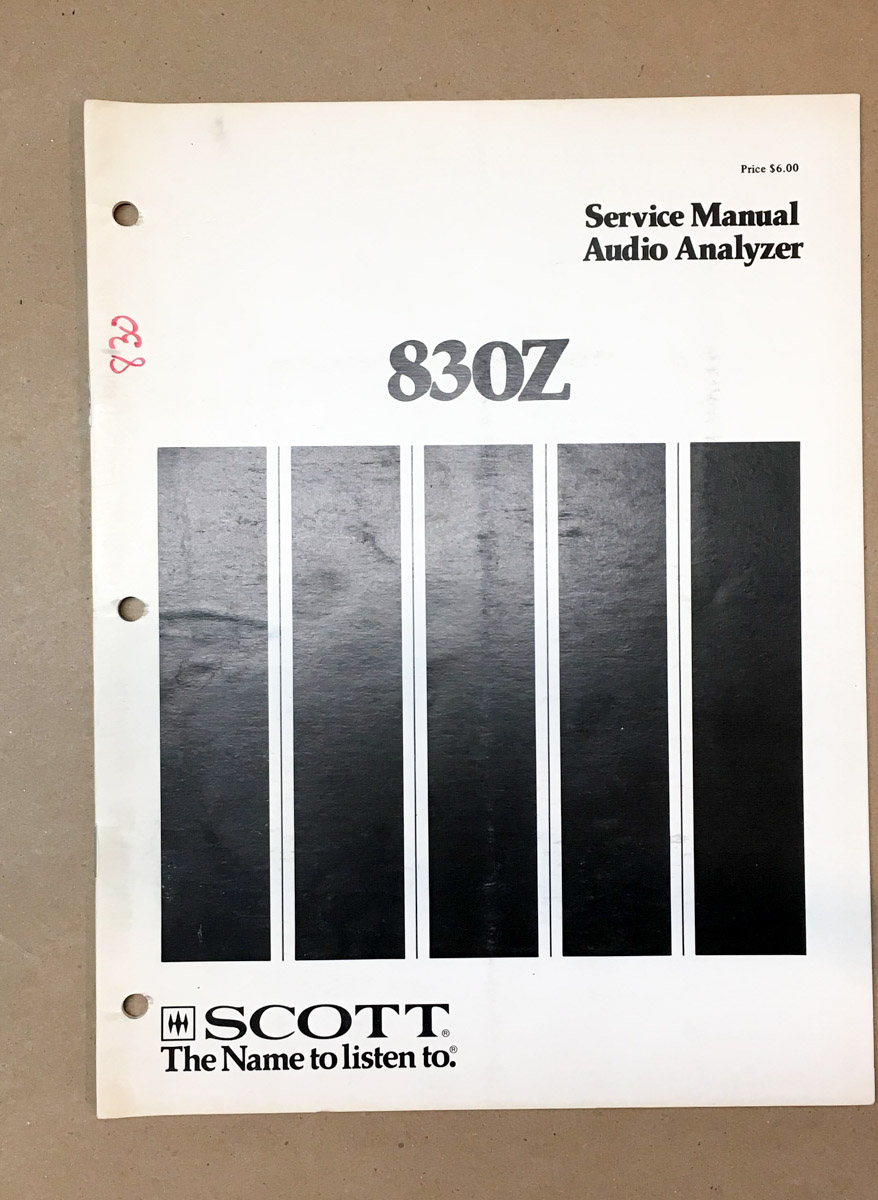 Price $6.00
Service Manual
Audio Analyzer
830
830Z
SCOTT®
The Name to listen to.®